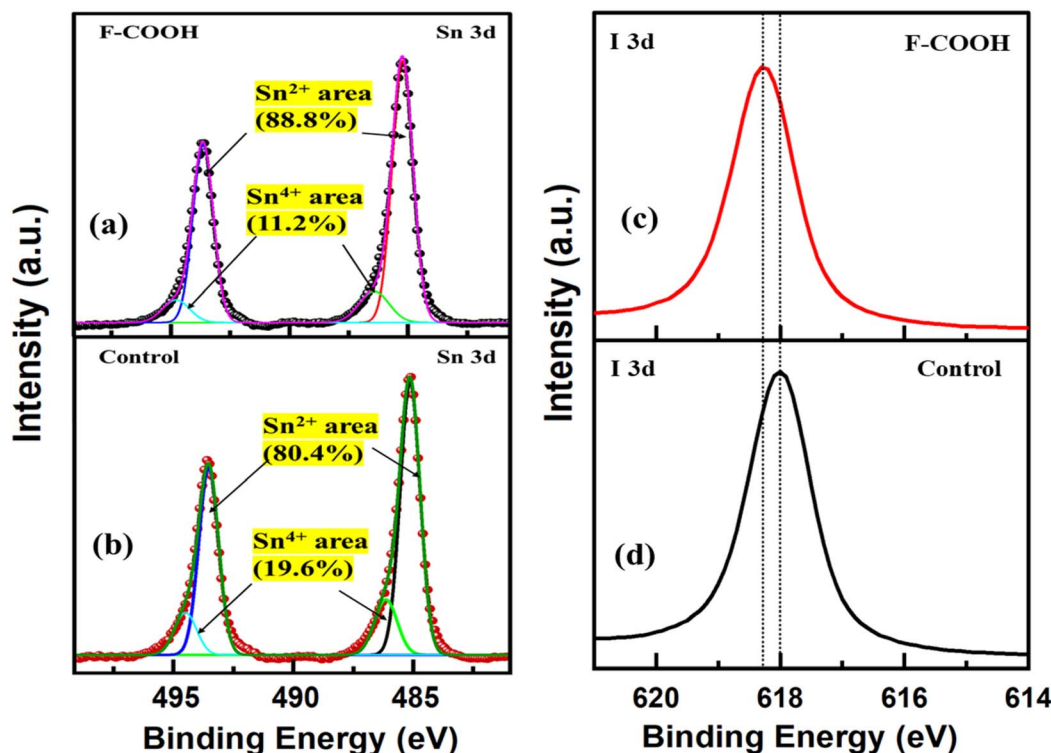 F-COOH
Sn 3d
Sn2+ area
(88.8%)
Sn4+ area
(11.2%)
(a)
Control
Sn 3d
Sn2+ area
(80.4%)
Sn4+ area
(19.6%)
(b)
Intensity (a.u.)
495
490
485
Binding Energy (eV)
I 3d
F-COOH
(c)
I 3d
Control
(d)
Intensity (a.u.)
620
618
616
614
Binding Energy (eV)